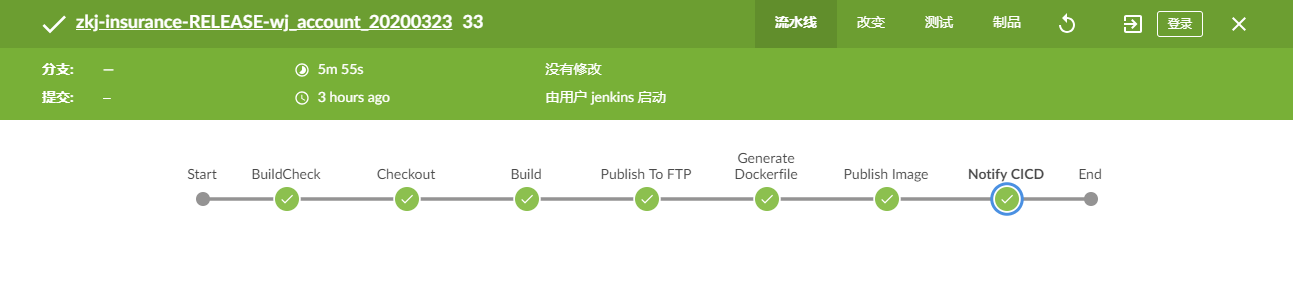 zkj-insurance-RELEASE-wj_account_20200323 33 流水线 改变 测试 制品 登录
分支: — 5m 55s 没有修改
提交: – 3 hours ago 由用户 jenkins 启动
Start BuildCheck Checkout Build Publish To FTP Generate Dockerfile Publish Image Notify CICD End